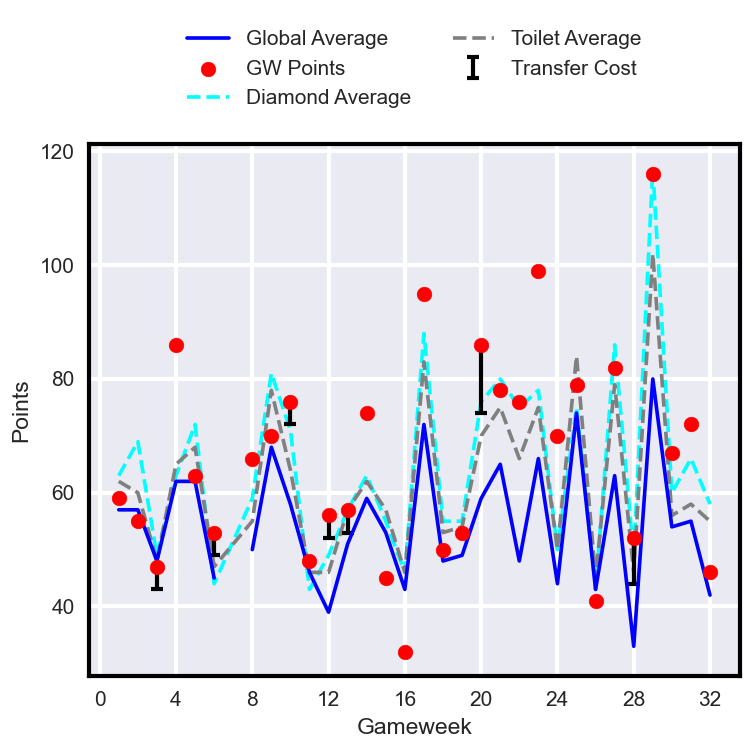 Global Average
GW Points
Diamond Average
Toilet Average
Transfer Cost
120
100
80
60
40
Points
0 4 8 12 16 20 24 28 32
Gameweek